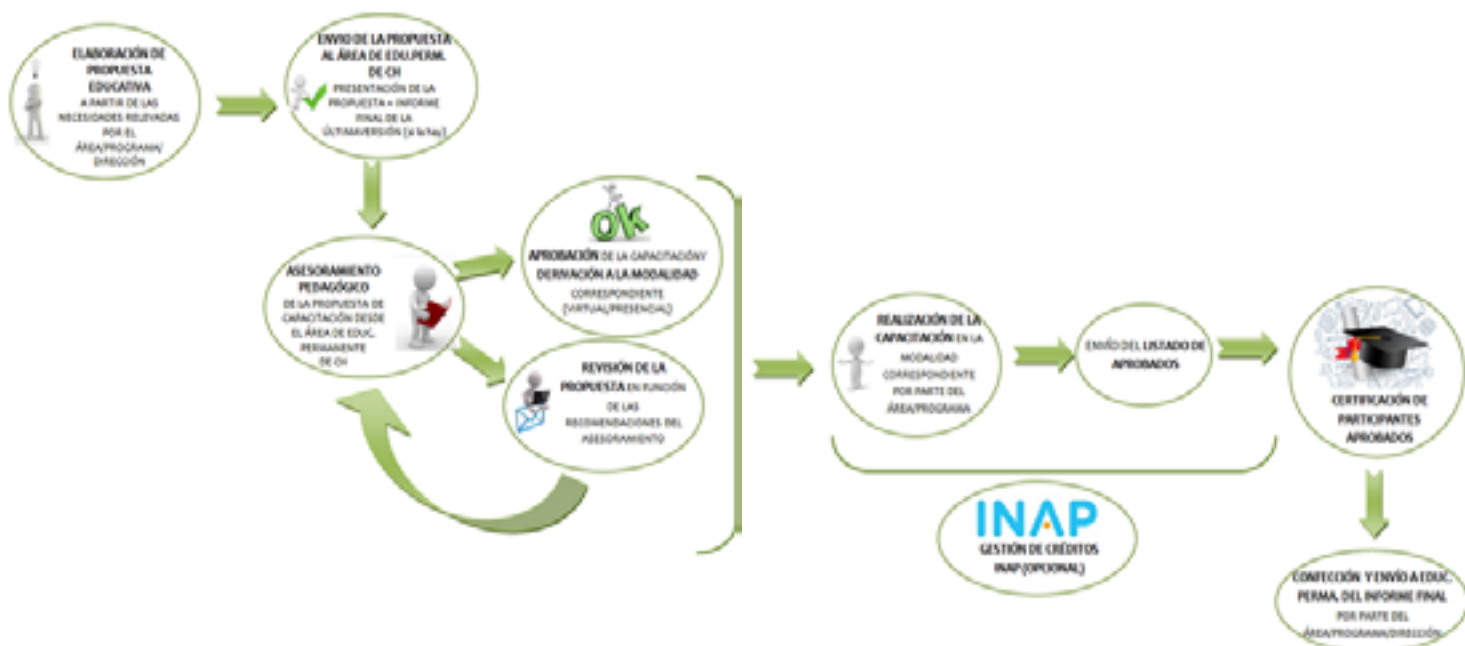 ELABORACIÓN DE
PROPUESTA
EDUCATIVA
A PARTIR DE LAS
NECESIDADES RELEVADAS
POR EL
ÁREA/PROGRAMA/
DIRECCIÓN
ENVIO DE LA PROPUESTA
AL ÁREA DE EDU.PERM.
DE CH
PRESENTACIÓN DE LA
PROPUESTA + INFORME
FINAL DE LA
ÚLTIMAVERSIÓN (si la hay)
ASESORAMIENTO
PEDAGÓGICO
DE LA PROPUESTA DE
CAPACITACIÓN DESDE
EL ÁREA DE EDUC.
PERMANENTE
DE CH
Ok
APROBACIÓN DE LA CAPACITACIÓNY
DERIVACIÓN A LA MODALIDAD
CORRESPONDIENTE
(VIRTUAL/PRESENCIAL)
REVISIÓN DE LA
PROPUESTA EN FUNCIÓN
DE LAS
RECOMENDACIONES DEL
ASESORAMIENTO
REALIZACIÓN DE LA
CAPACITACIÓN EN LA
MODALIDAD
CORRESPONDIENTE
POR PARTE DEL
ÁREA/PROGRAMA
ENVÍO DEL LISTADO DE
APROBADOS
CERTIFICACIÓN DE
PARTICIPANTES
APROBADOS
INAP
GESTIÓN DE CRÉDITOS
INAP (OPCIONAL)
CONFECCIÓN Y ENVÍO A EDUC.
PERMA. DEL INFORME FINAL
POR PARTE DEL
ÁREA/PROGRAMA/DIRECCIÓN